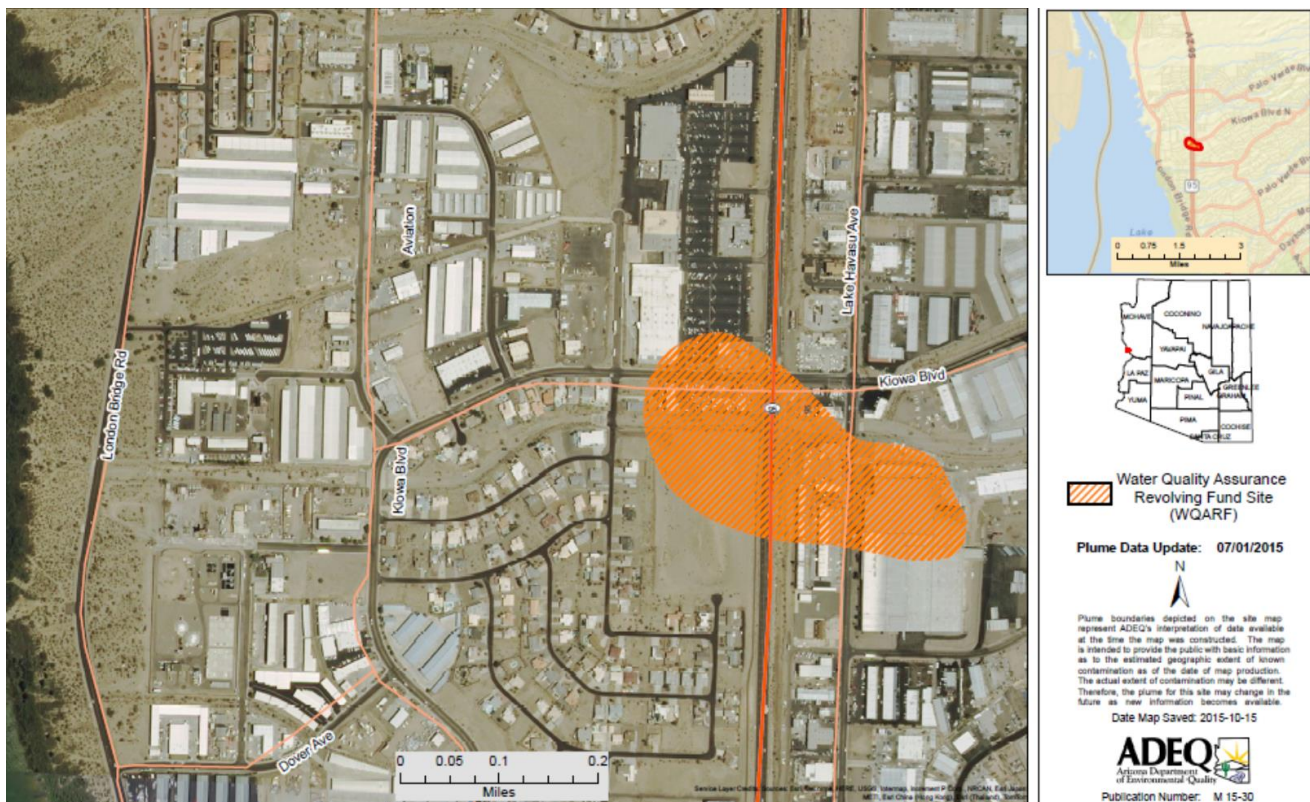 London Bridge Rd
Aviation
Lake Havasu Ave
Kiowa Blvd
95
Kiowa Blvd
Dover Ave
0 0.05 0.1 0.2
Miles
AZ 95
Palo Verde Blv
Kiowa Blvd N
95
London Bridge Rd
Palo Verde B
Lake
Daytona
0 0.75 1.5 3
Miles
MOHAVE
COCONINO
NAVAJO
APACHE
YAVAPAI
LA PAZ
GILA
MARICOPA
GREENLEE
GRAHAM
YUMA
PINAL
PIMA
COCHISE
SANTA CRUZ
Water Quality Assurance
Revolving Fund Site
(WQARF)
Plume Data Update: 07/01/2015
N
Plume boundaries depicted on the site map
represent ADEQ's interpretation of data available
at the time the map was constructed. The map
is intended to provide the public with basic information
as to the estimated geographic extent of known
contamination as of the date of map production.
The actual extent of contamination may be different.
Therefore, the plume for this site may change in the
future as new information becomes available.
Date Map Saved: 2015-10-15
ADEQ
Arizona Department
of Environmental Quality
Publication Number: M 15-30